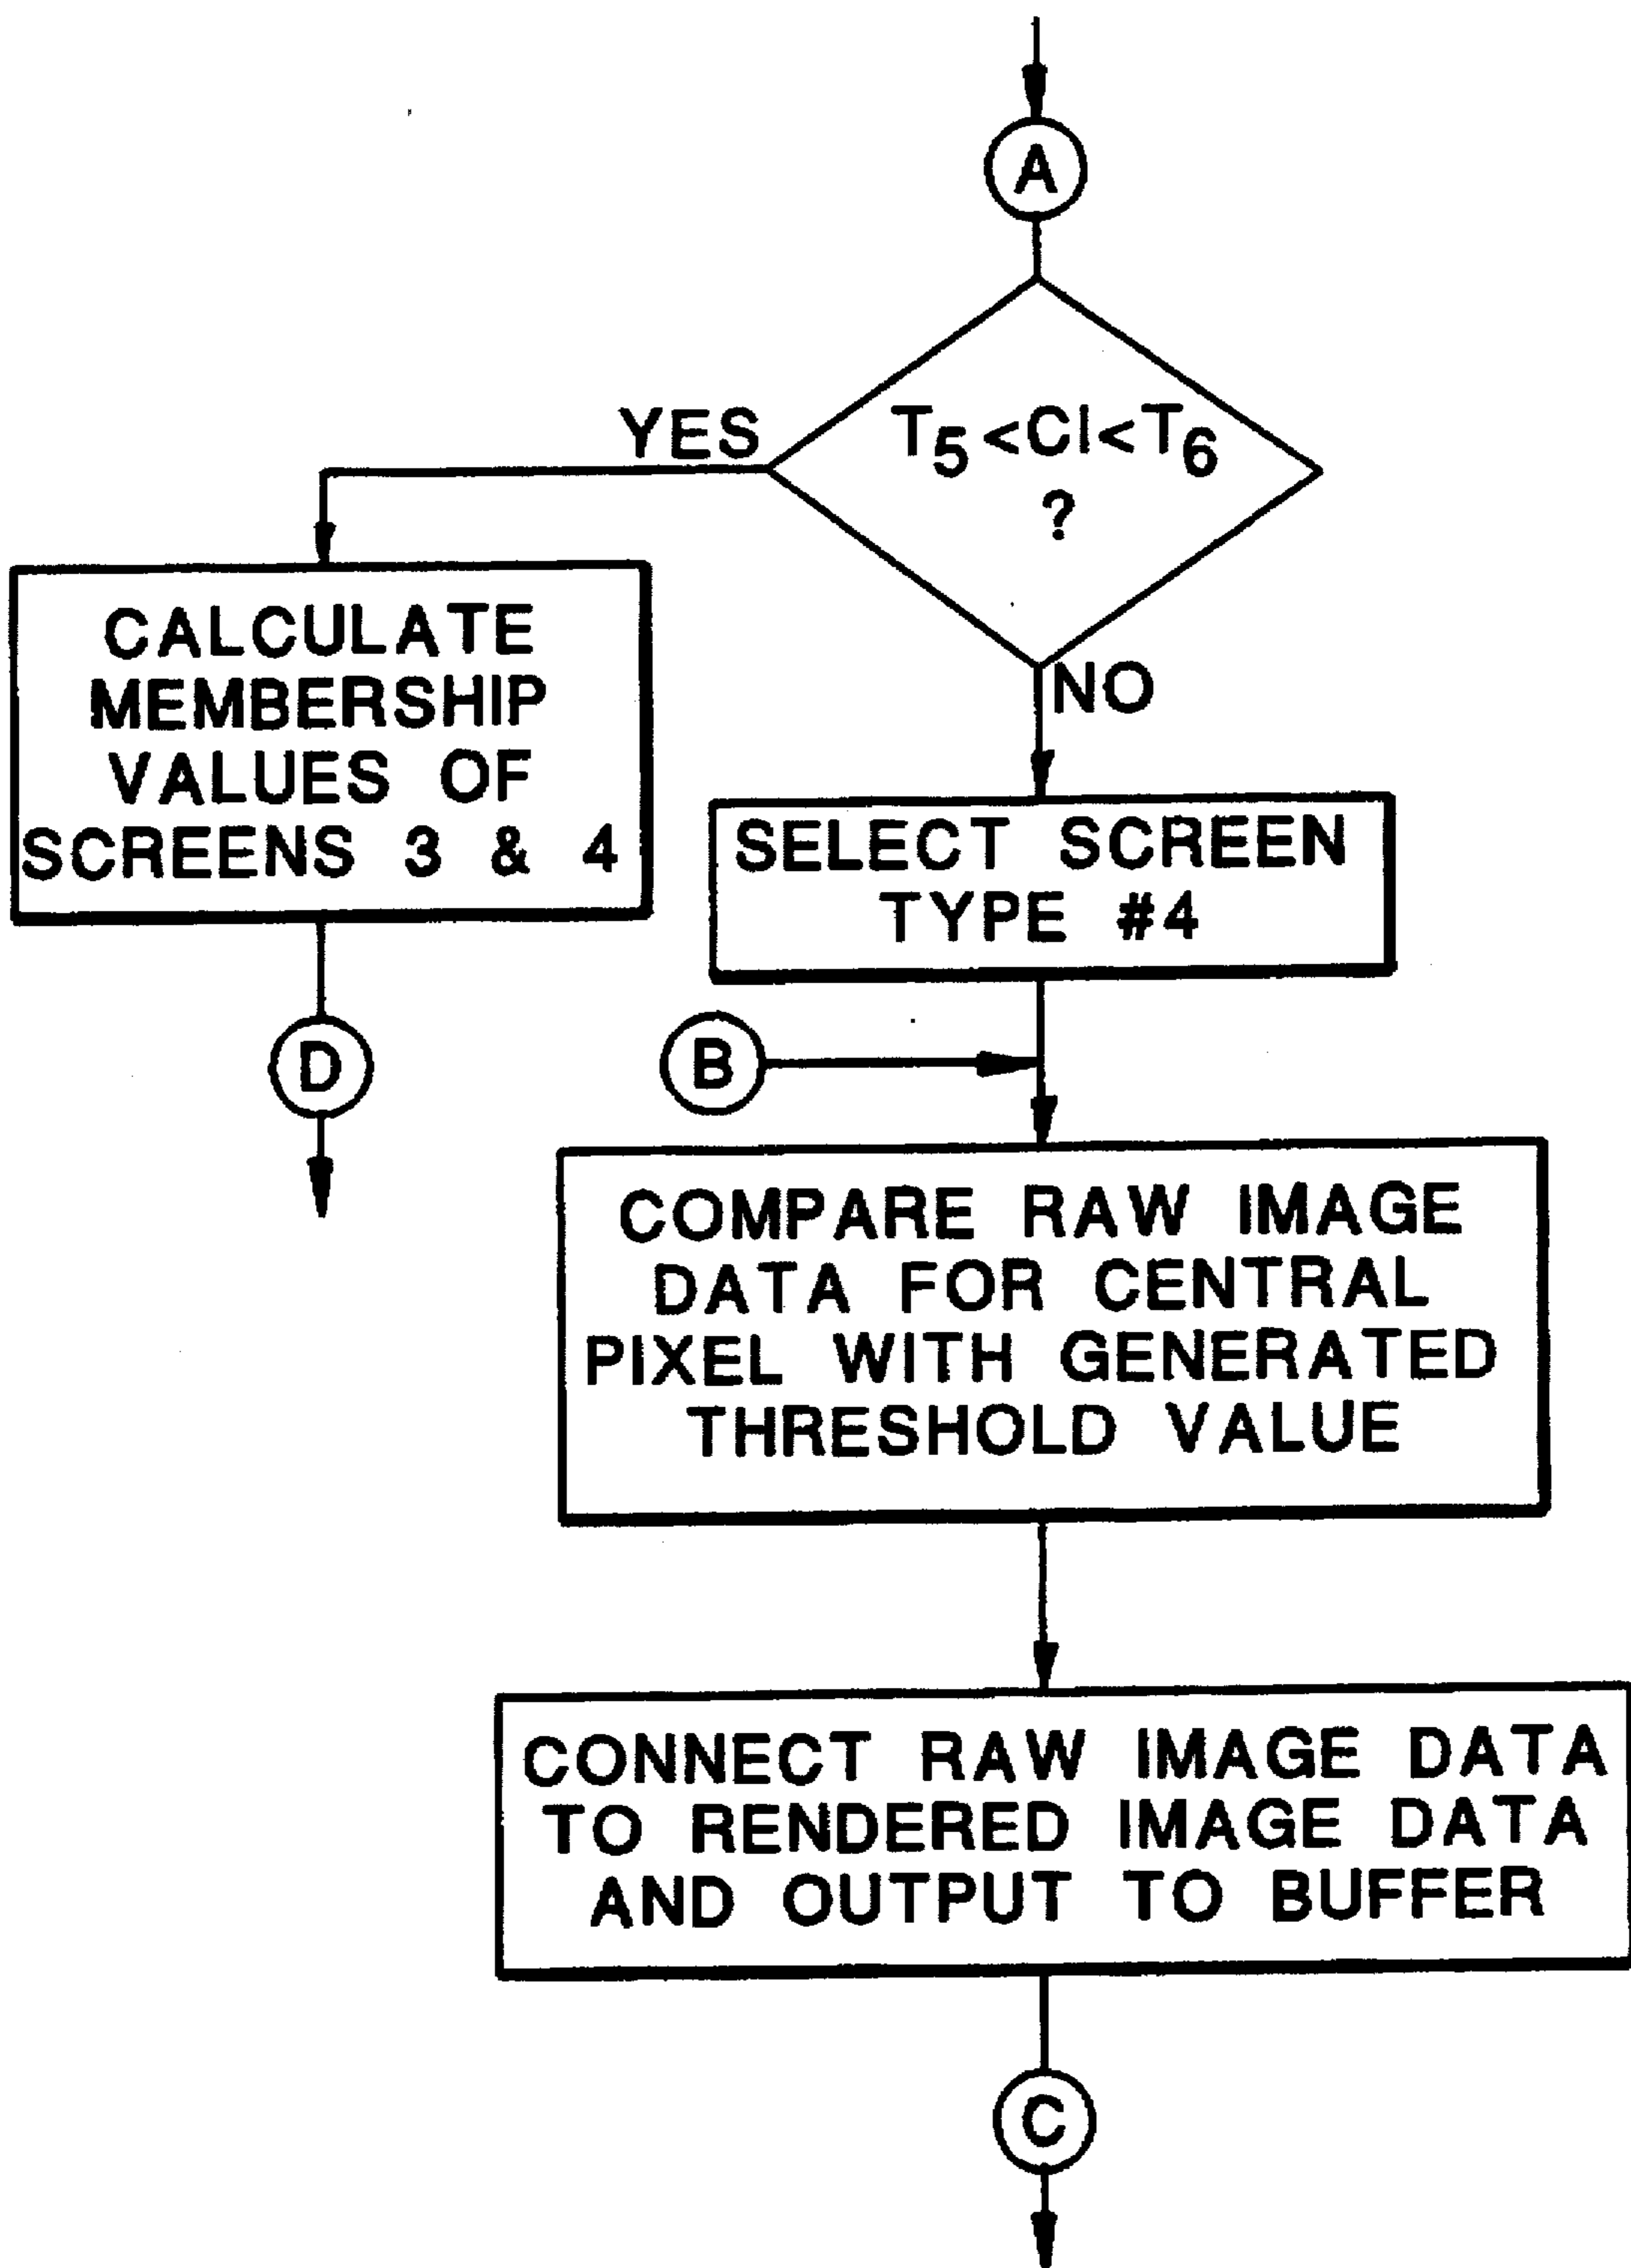 A
T5<CI<T6
?
YES
NO
CALCULATE
MEMBERSHIP
VALUES OF
SCREENS 3 & 4
SELECT SCREEN
TYPE #4
D
B
COMPARE RAW IMAGE
DATA FOR CENTRAL
PIXEL WITH GENERATED
THRESHOLD VALUE
CONNECT RAW IMAGE DATA
TO RENDERED IMAGE DATA
AND OUTPUT TO BUFFER
C